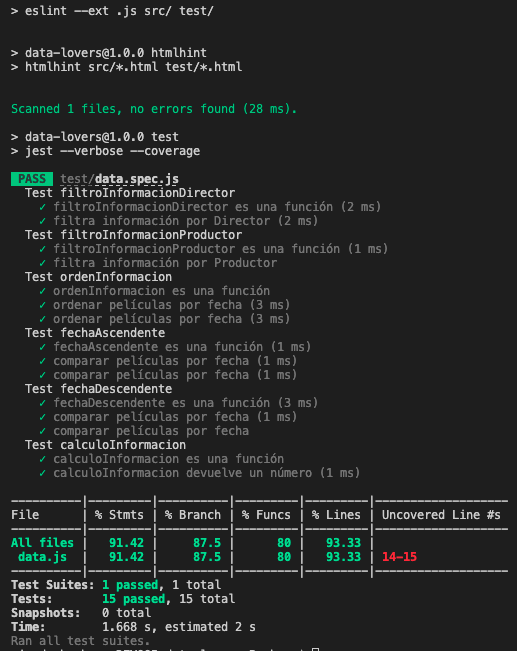 > eslint --ext .js src/ test/
> data-lovers@1.0.0 htmlhint
> htmlhint src/*.html test/*.html
Scanned 1 files, no errors found (28 ms).
> data-lovers@1.0.0 test
> jest --verbose --coverage
PASS test/data.spec.js
Test filtroInformacionDirector
✓ filtroInformacionDirector es una función (2 ms)
✓ filtra información por Director (2 ms)
Test filtroInformacionProductor
✓ filtroInformacionProductor es una función (1 ms)
✓ filtra información por Productor
Test ordenInformacion
✓ ordenInformacion es una función
✓ ordenar películas por fecha (3 ms)
✓ ordenar películas por fecha (3 ms)
Test fechaAscendente
✓ fechaAscendente es una función (1 ms)
✓ comparar películas por fecha (1 ms)
✓ comparar películas por fecha (1 ms)
Test fechaDescendente
✓ fechaDescendente es una función (3 ms)
✓ comparar películas por fecha (1 ms)
✓ comparar películas por fecha
Test calculoInformacion
✓ calculoInformacion es una función
✓ calculoInformacion devuelve un número (1 ms)
----------|---------|----------|---------|---------|-------------------
File | % Stmts | % Branch | % Funcs | % Lines | Uncovered Line #s
----------|---------|----------|---------|---------|-------------------
All files | 91.42 | 87.5 | 80 | 93.33 |
data.js | 91.42 | 87.5 | 80 | 93.33 | 14-15
----------|---------|----------|---------|---------|-------------------
Test Suites: 1 passed, 1 total
Tests: 15 passed, 15 total
Snapshots: 0 total
Time: 1.668 s, estimated 2 s
Ran all test suites.